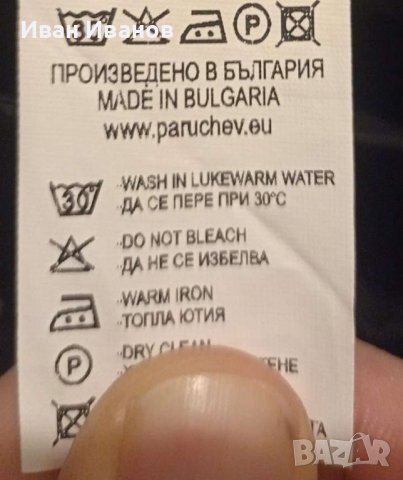 Иван Иванов
ПРОИЗВЕДЕНО В БЪЛГАРИЯ
MADE IN BULGARIA
www.paruchev.eu
30° WASH IN LUKEWARM WATER
ДА СЕ ПЕРЕ ПРИ 30°C
DO NOT BLEACH
ДА НЕ СЕ ИЗБЕЛВА
WARM IRON
ТОПЛА ЮТИЯ
P DRY CLEAN
BAZAR